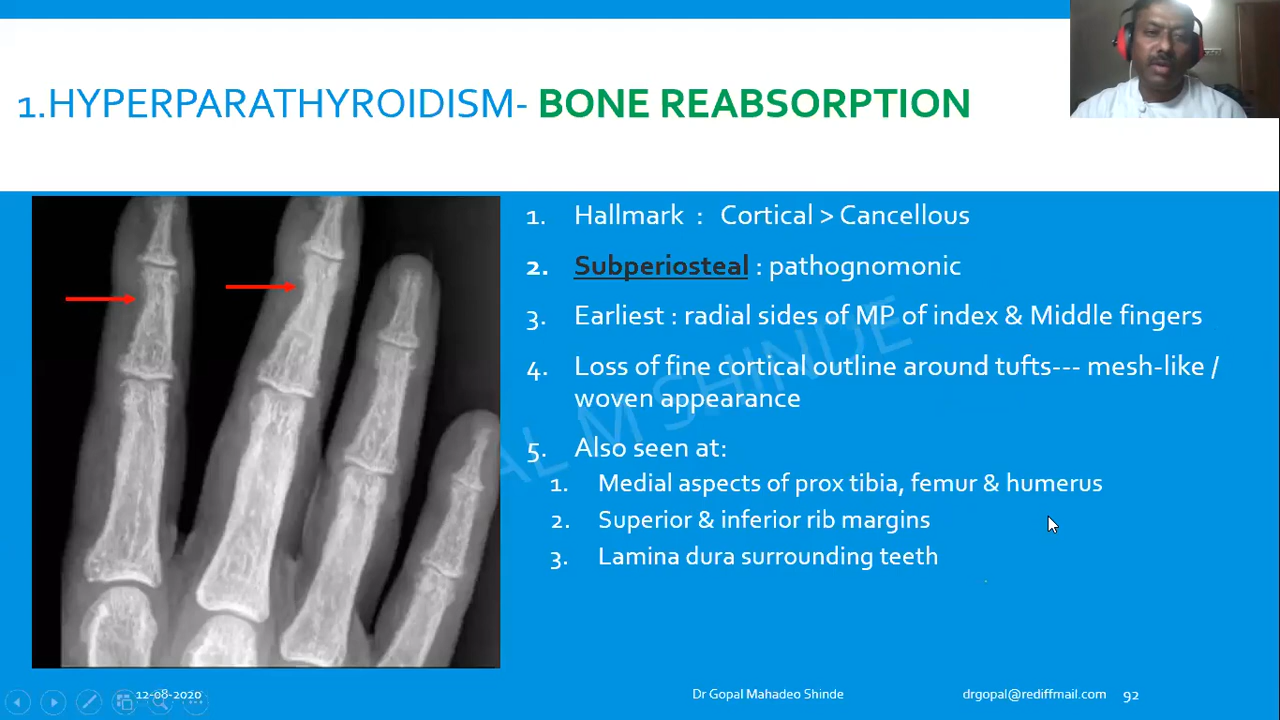 1.HYPERPARATHYROIDISM- BONE REABSORPTION
1. Hallmark : Cortical > Cancellous
2. Subperiosteal : pathognomonic
3. Earliest : radial sides of MP of index & Middle fingers
4. Loss of fine cortical outline around tufts--- mesh-like /
woven appearance
5. Also seen at:
1. Medial aspects of prox tibia, femur & humerus
2. Superior & inferior rib margins
3. Lamina dura surrounding teeth
AL M SHINDE
12-08-2020
Dr Gopal Mahadeo Shinde
drgopal@rediffmail.com
92